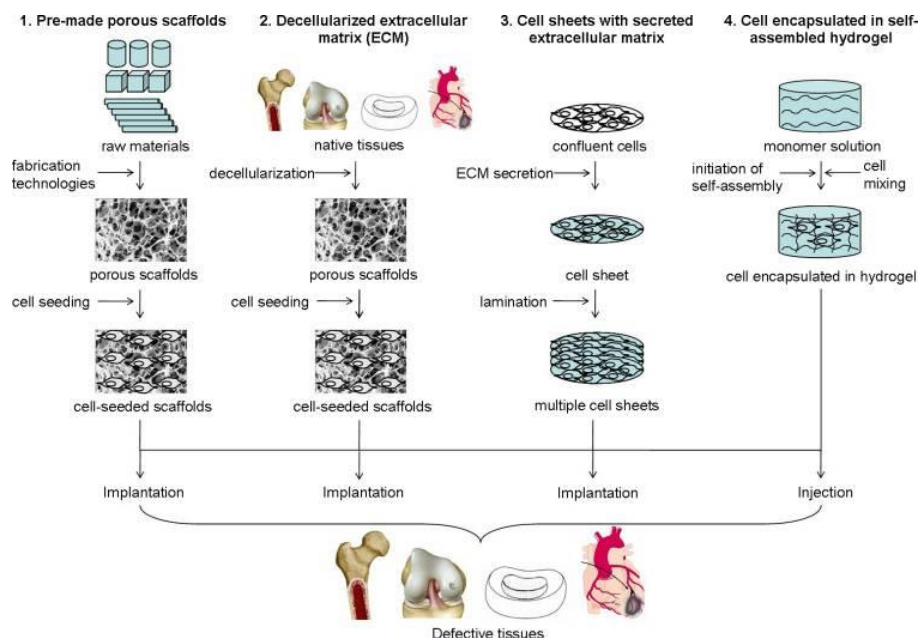 1. Pre-made porous scaffolds
raw materials
fabrication
technologies
porous scaffolds
cell seeding
cell-seeded scaffolds
Implantation
2. Decellularized extracellular
matrix (ECM)
native tissues
decellularization
porous scaffolds
cell seeding
cell-seeded scaffolds
Implantation
3. Cell sheets with secreted
extracellular matrix
confluent cells
ECM secretion
cell sheet
lamination
multiple cell sheets
Implantation
4. Cell encapsulated in self-
assembled hydrogel
monomer solution
initiation of
self-assembly
cell
mixing
cell encapsulated in hydrogel
Injection
Defective tissues